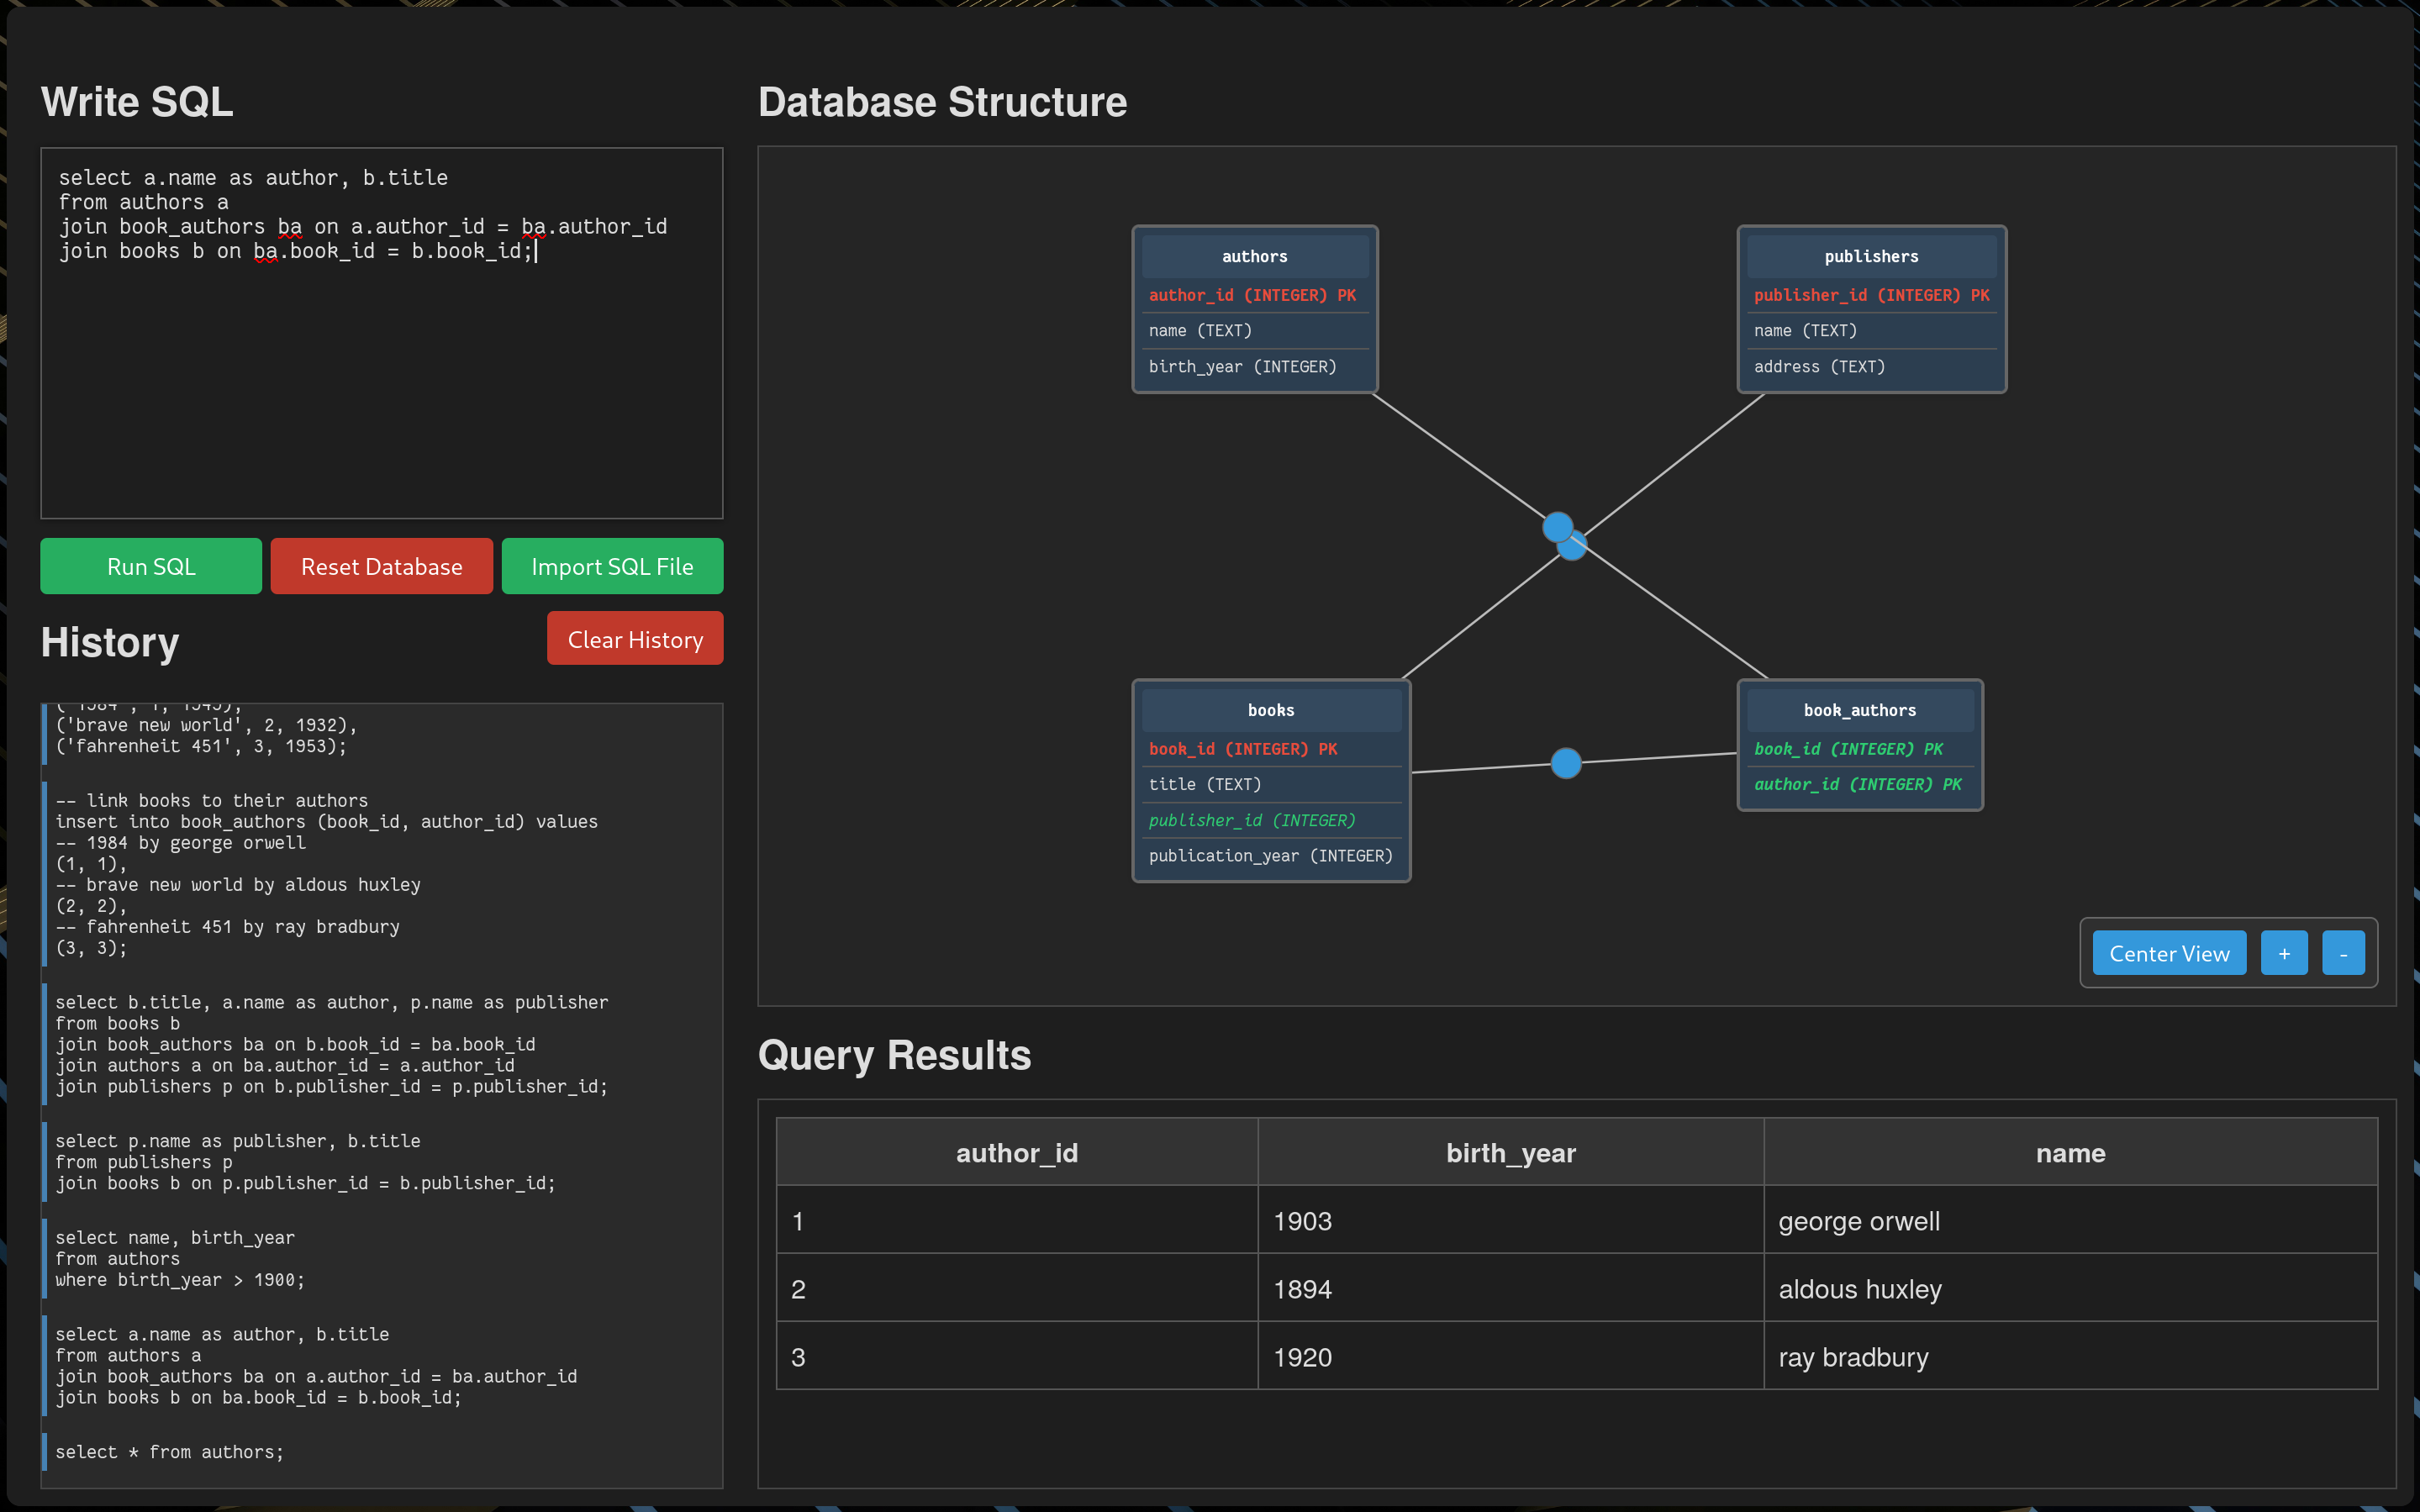 Write SQL
select a.name as author, b.title
from authors a
join book_authors ba on a.author_id = ba.author_id
join books b on ba.book_id = b.book_id;
Run SQL
Reset Database
Import SQL File
History
Clear History
('1984', 1, 1949),
('brave new world', 2, 1932),
('fahrenheit 451', 3, 1953);
-- link books to their authors
insert into book_authors (book_id, author_id) values
-- 1984 by george orwell
(1, 1),
-- brave new world by aldous huxley
(2, 2),
-- fahrenheit 451 by ray bradbury
(3, 3);
select b.title, a.name as author, p.name as publisher
from books b
join book_authors ba on b.book_id = ba.book_id
join authors a on ba.author_id = a.author_id
join publishers p on b.publisher_id = p.publisher_id;
select p.name as publisher, b.title
from publishers p
join books b on p.publisher_id = b.publisher_id;
select name, birth_year
from authors
where birth_year > 1900;
select a.name as author, b.title
from authors a
join book_authors ba on a.author_id = ba.author_id
join books b on ba.book_id = b.book_id;
select * from authors;
Database Structure
authors
author_id (INTEGER) PK
name (TEXT)
birth_year (INTEGER)
publishers
publisher_id (INTEGER) PK
name (TEXT)
address (TEXT)
books
book_id (INTEGER) PK
title (TEXT)
publisher_id (INTEGER)
publication_year (INTEGER)
book_authors
book_id (INTEGER) PK
author_id (INTEGER) PK
Center View
+
-
Query Results
author_id birth_year name
1 1903 george orwell
2 1894 aldous huxley
3 1920 ray bradbury